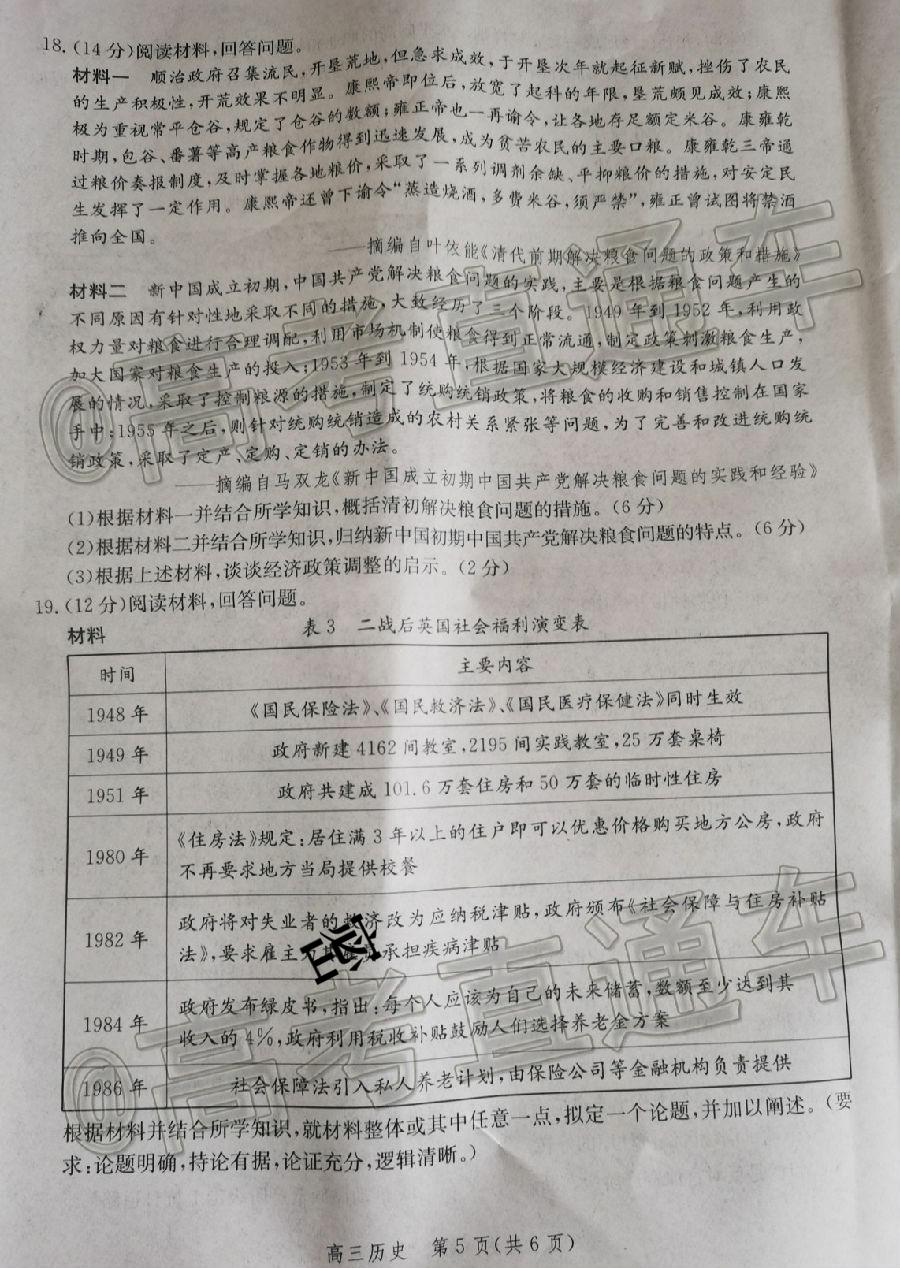 18.(14分)阅读材料,回答问题。
材料一 顺治政府召集流民,开垦荒地,但急求成效,于开垦次年就起征新赋,挫伤了农民
的生产积极性,开荒效果不明显。康熙帝即位后,放宽了起科的年限,垦荒颇见成效;康熙
极为重视常平仓谷,规定了仓谷的数额;雍正帝也一再谕令,让各地存足额定米谷。康雍乾
时期,包谷、番薯等高产粮食作物得到迅速发展,成为贫苦农民的主要口粮。康雍乾三帝通
过粮价奏报制度,及时掌握各地粮价,采取了一系列调剂余缺、平抑粮价的措施,对安定民
生发挥了一定作用。康熙帝还曾下谕令“蒸造烧酒,多费米谷,须严禁”,雍正曾试图将禁酒
推向全国。
——摘编自叶依能《清代前期解决粮食问题的政策和措施》
材料二 新中国成立初期,中国共产党解决粮食问题的实践,主要是根据粮食问题产生的
不同原因有针对性地采取不同的措施,大致经历了三个阶段。1949年到1952年,利用政
权力量对粮食进行合理调配,利用市场机制使粮食得到正常流通,制定政策刺激粮食生产,
加大国家对粮食生产的投入;1953年到1954年,根据国家大规模经济建设和城镇人口发
展的情况,采取了控制粮源的措施,制定了统购统销政策,将粮食的收购和销售控制在国家
手中;1955年之后,则针对统购统销造成的农村关系紧张等问题,为了完善和改进统购统
销政策,采取了定产、定购、定销的办法。
——摘编自马双龙《新中国成立初期中国共产党解决粮食问题的实践和经验》
(1)根据材料一并结合所学知识,概括清初解决粮食问题的措施。(6分)
(2)根据材料二并结合所学知识,归纳新中国初期中国共产党解决粮食问题的特点。(6分)
(3)根据上述材料,谈谈经济政策调整的启示。(2分)
19.(12分)阅读材料,回答问题。
材料 表3 二战后英国社会福利演变表
时间 主要内容
1948年 《国民保险法》、《国民救济法》、《国民医疗保健法》同时生效
1949年 政府新建4162间教室,2195间实践教室,25万套桌椅
1951年 政府共建成101.6万套住房和50万套的临时性住房
1980年 《住房法》规定:居住满3年以上的住户即可以优惠价格购买地方公房,政府
不再要求地方当局提供校餐
1982年 政府将对失业者的救济改为应纳税津贴,政府颁布《社会保障与住房补贴
法》,要求雇主为其雇员承担疾病津贴
1984年 政府发布绿皮书,指出:每个人应该为自己的未来储蓄,数额至少达到其
收入的4%,政府利用税收补贴鼓励人们选择养老金方案
1986年 社会保障法引入私人养老计划,由保险公司等金融机构负责提供
根据材料并结合所学知识,就材料整体或其中任意一点,拟定一个论题,并加以阐述。(要
求:论题明确,持论有据,论证充分,逻辑清晰。)
高三历史 第5页(共6页)
@高考直通车
@高考直通车
密